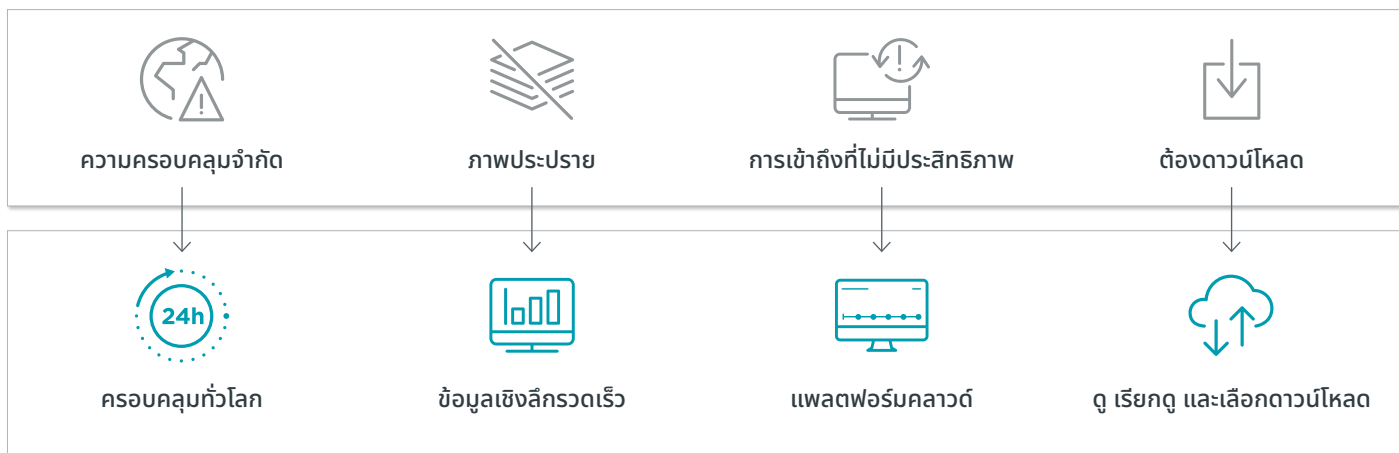 ความครอบคลุมจำกัด
ภาพประปราย
การเข้าถึงที่ไม่มีประสิทธิภาพ
ต้องดาวน์โหลด
24h
ครอบคลุมทั่วโลก
ข้อมูลเชิงลึกรวดเร็ว
แพลตฟอร์มคลาวด์
ดู เรียกดู และเลือกดาวน์โหลด